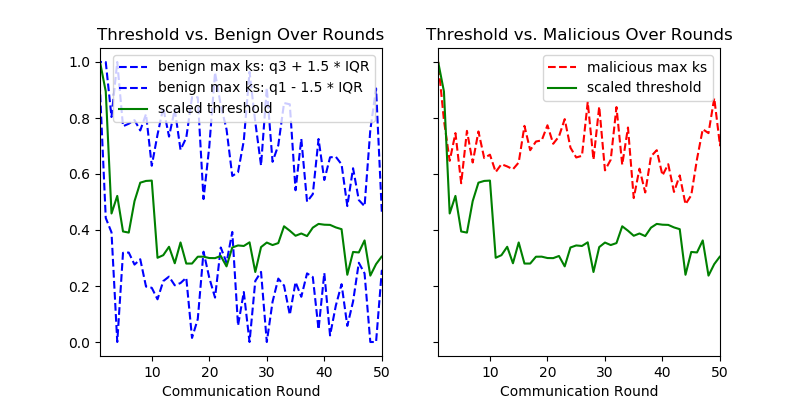 Threshold vs. Benign Over Rounds
benign max ks: q3 + 1.5 * IQR
benign max ks: q1 - 1.5 * IQR
scaled threshold
1.0
0.8
0.6
0.4
0.2
0.0
10 20 30 40 50
Communication Round
Threshold vs. Malicious Over Rounds
malicious max ks
scaled threshold
10 20 30 40 50
Communication Round